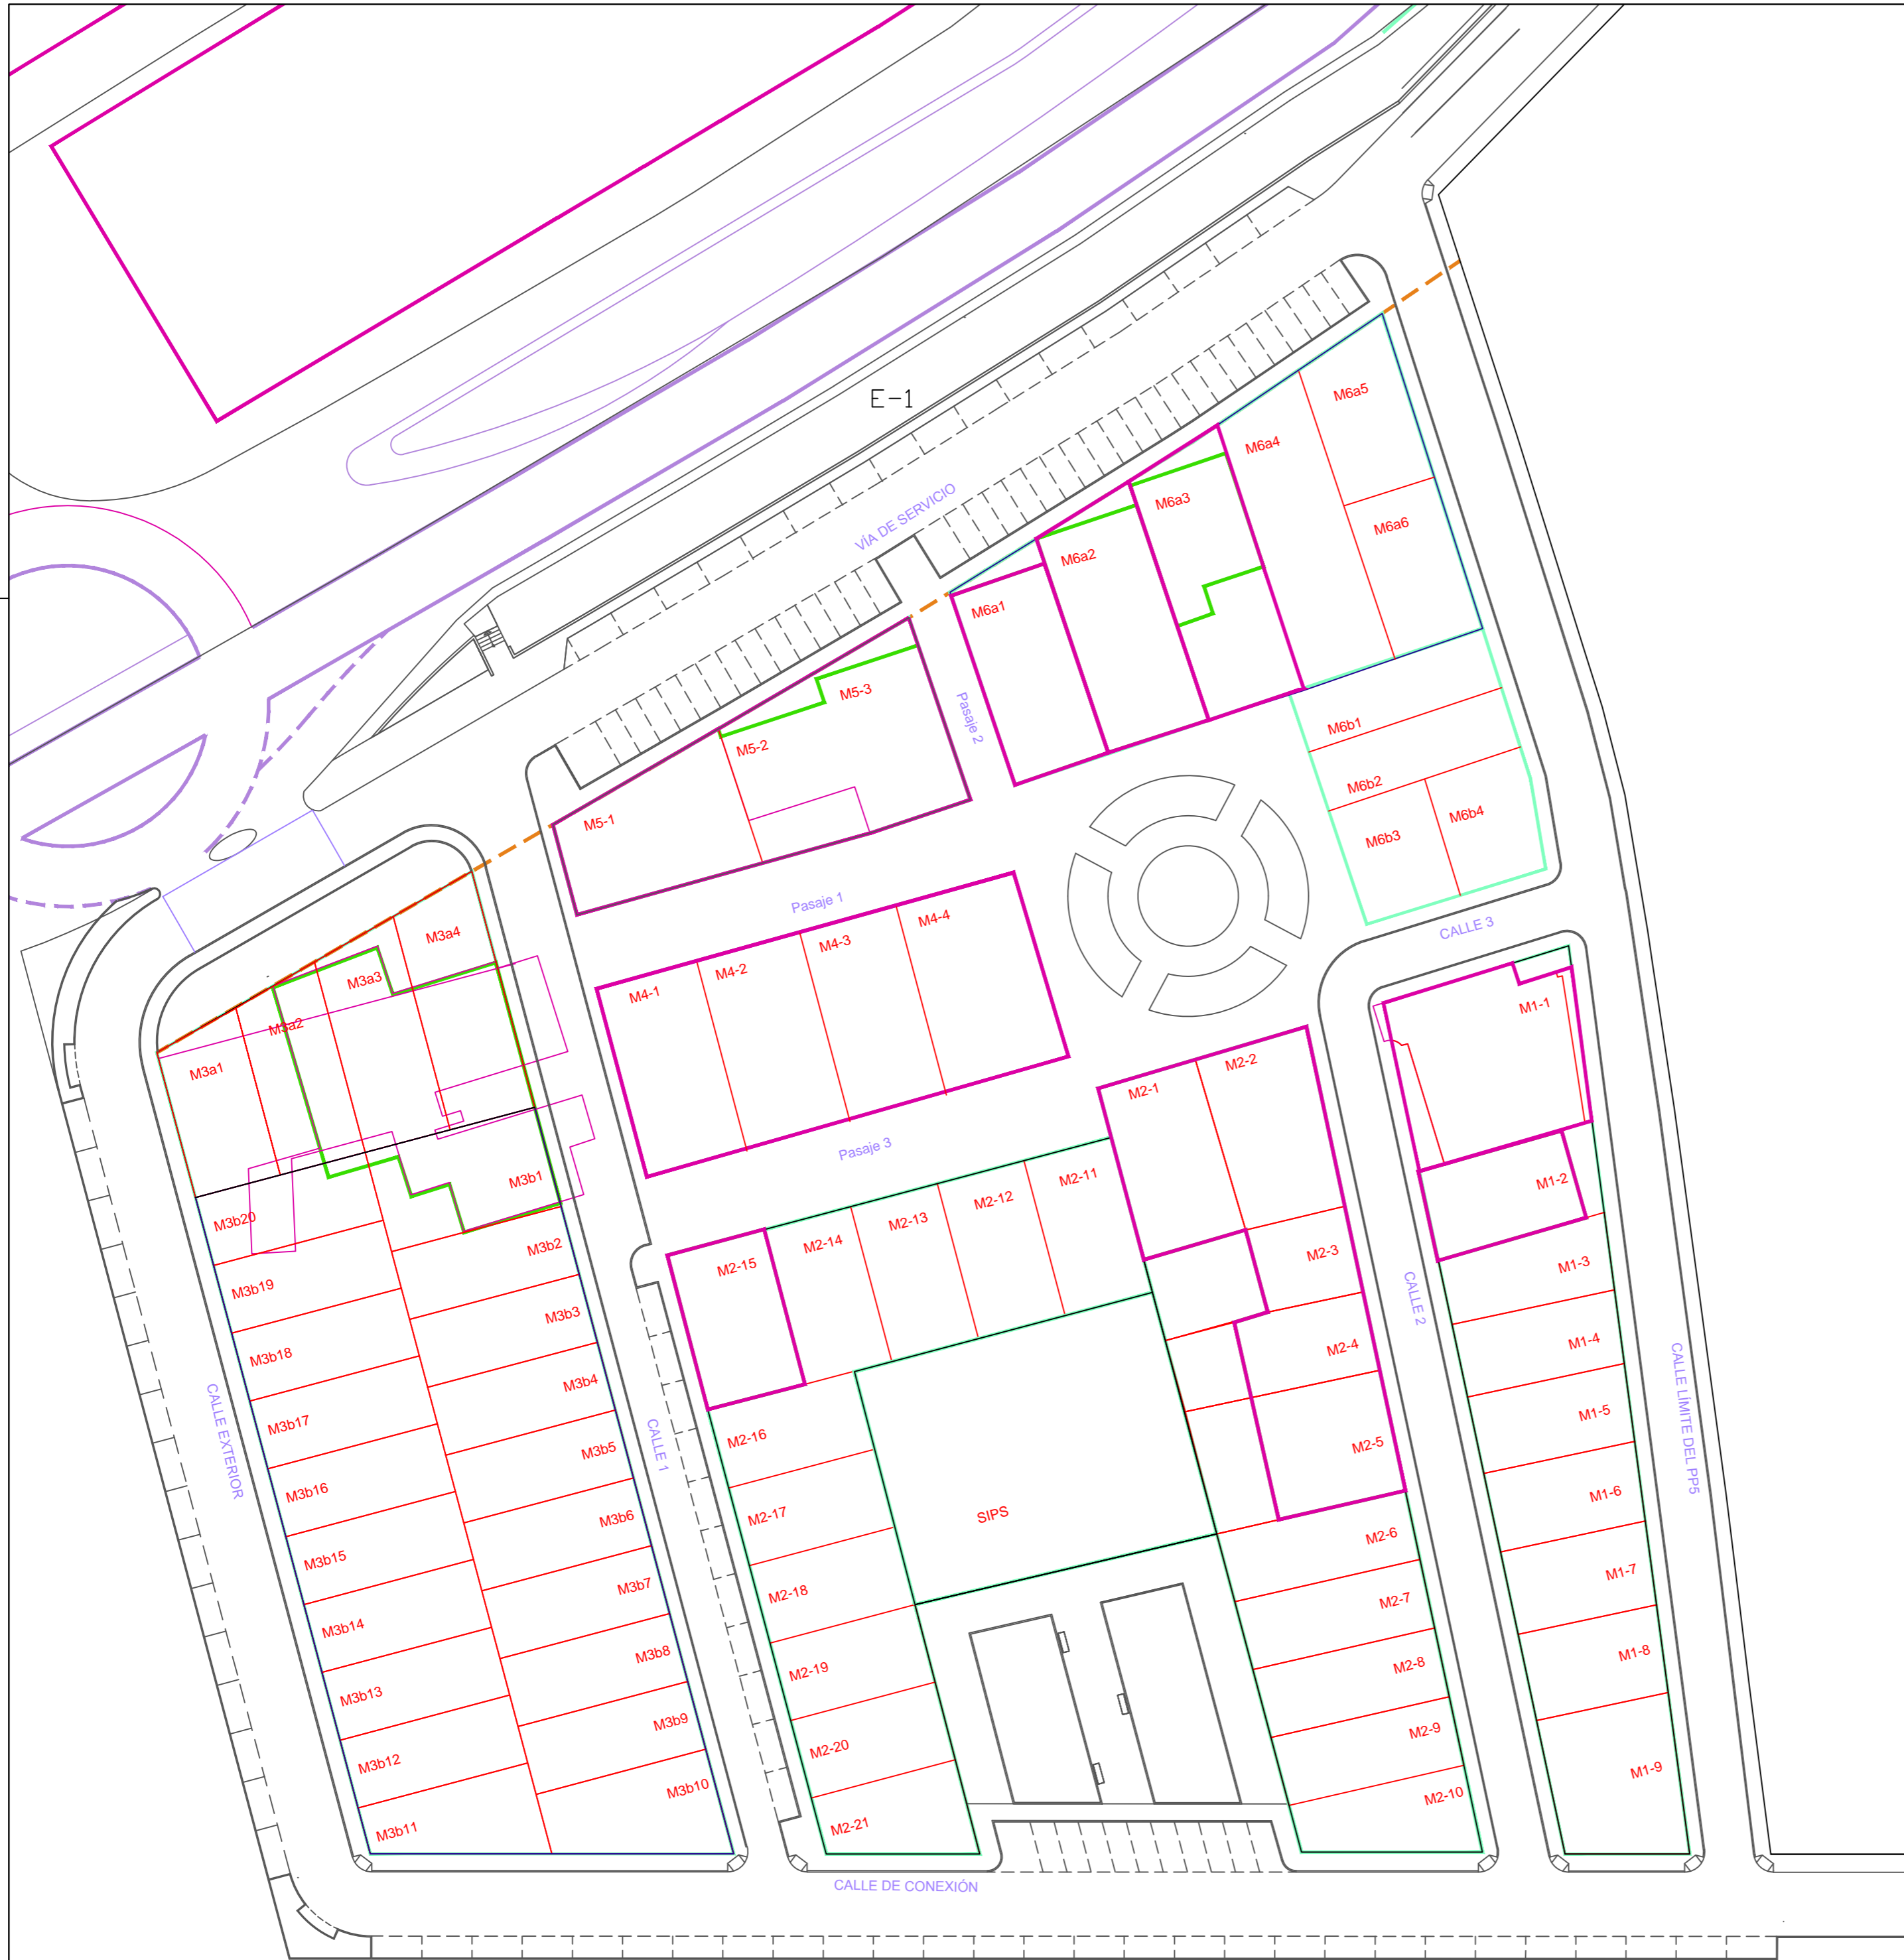 E-1
VÍA DE SERVICIO
M6a5
M6a4
M6a3
M6a6
M6a2
M6a1
M5-3
M5-2
M5-1
Pasaje 2
M6b1
M6b2
M6b3
M6b4
Pasaje 1
CALLE 3
M3a4
M3a3
M3a2
M3a1
M4-4
M4-3
M4-2
M4-1
M1-1
M1-2
M2-2
M2-1
Pasaje 3
M3b1
M3b20
M3b2
M3b19
M3b3
M3b18
M3b4
M3b17
M3b5
M3b16
M3b6
M3b15
M3b7
M3b14
M3b8
M3b13
M3b9
M3b12
M3b10
M3b11
CALLE EXTERIOR
CALLE 1
M2-11
M2-12
M2-13
M2-14
M2-15
M2-16
M2-17
M2-18
M2-19
M2-20
M2-21
SIPS
M2-3
M2-4
M2-5
M2-6
M2-7
M2-8
M2-9
M2-10
CALLE 2
M1-3
M1-4
M1-5
M1-6
M1-7
M1-8
M1-9
CALLE LÍMITE DEL PP5
CALLE DE CONEXIÓN